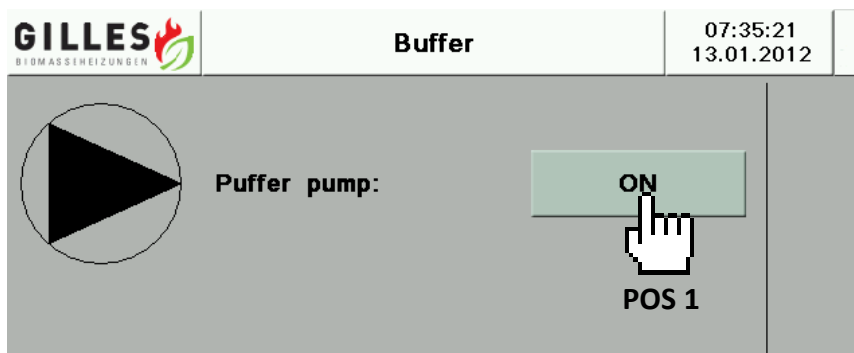 GILLES
BIOMASSEHEIZUNGEN
Buffer
07:35:21
13.01.2012
Puffer pump:
ON
POS 1